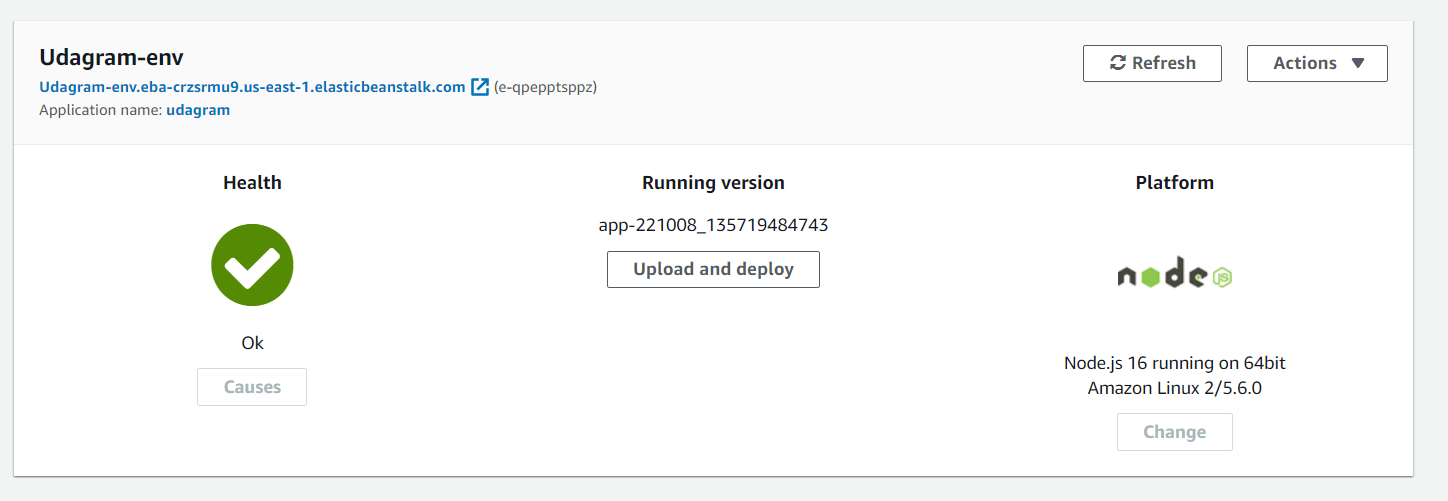 Udagram-env
Refresh
Actions
Udagram-env.eba-crzsrmu9.us-east-1.elasticbeanstalk.com (e-qpepptsppz)
Application name: udagram
Health
Running version
Platform
app-221008_135719484743
Upload and deploy
node
JS
Ok
Causes
Node.js 16 running on 64bit
Amazon Linux 2/5.6.0
Change